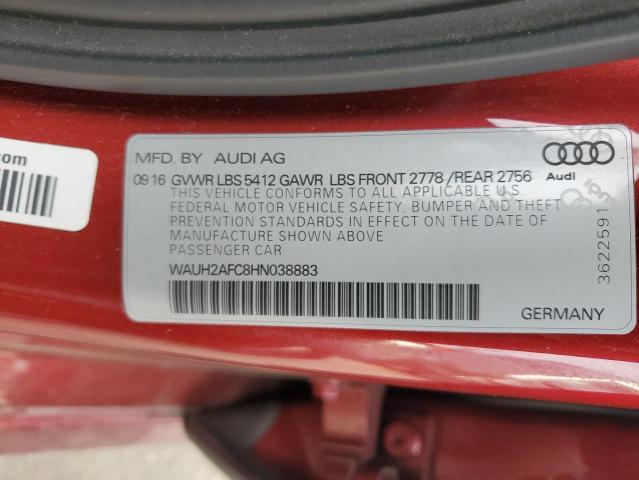 .com
MFD. BY AUDI AG
09 16 GVWR LBS 5412 GAWR LBS FRONT 2778 /REAR 2756
THIS VEHICLE CONFORMS TO ALL APPLICABLE U.S.
FEDERAL MOTOR VEHICLE SAFETY, BUMPER AND THEFT
PREVENTION STANDARDS IN EFFECT ON THE DATE OF
MANUFACTURE SHOWN ABOVE
PASSENGER CAR
WAUH2AFC8HN038883
Audi
3622591
GERMANY